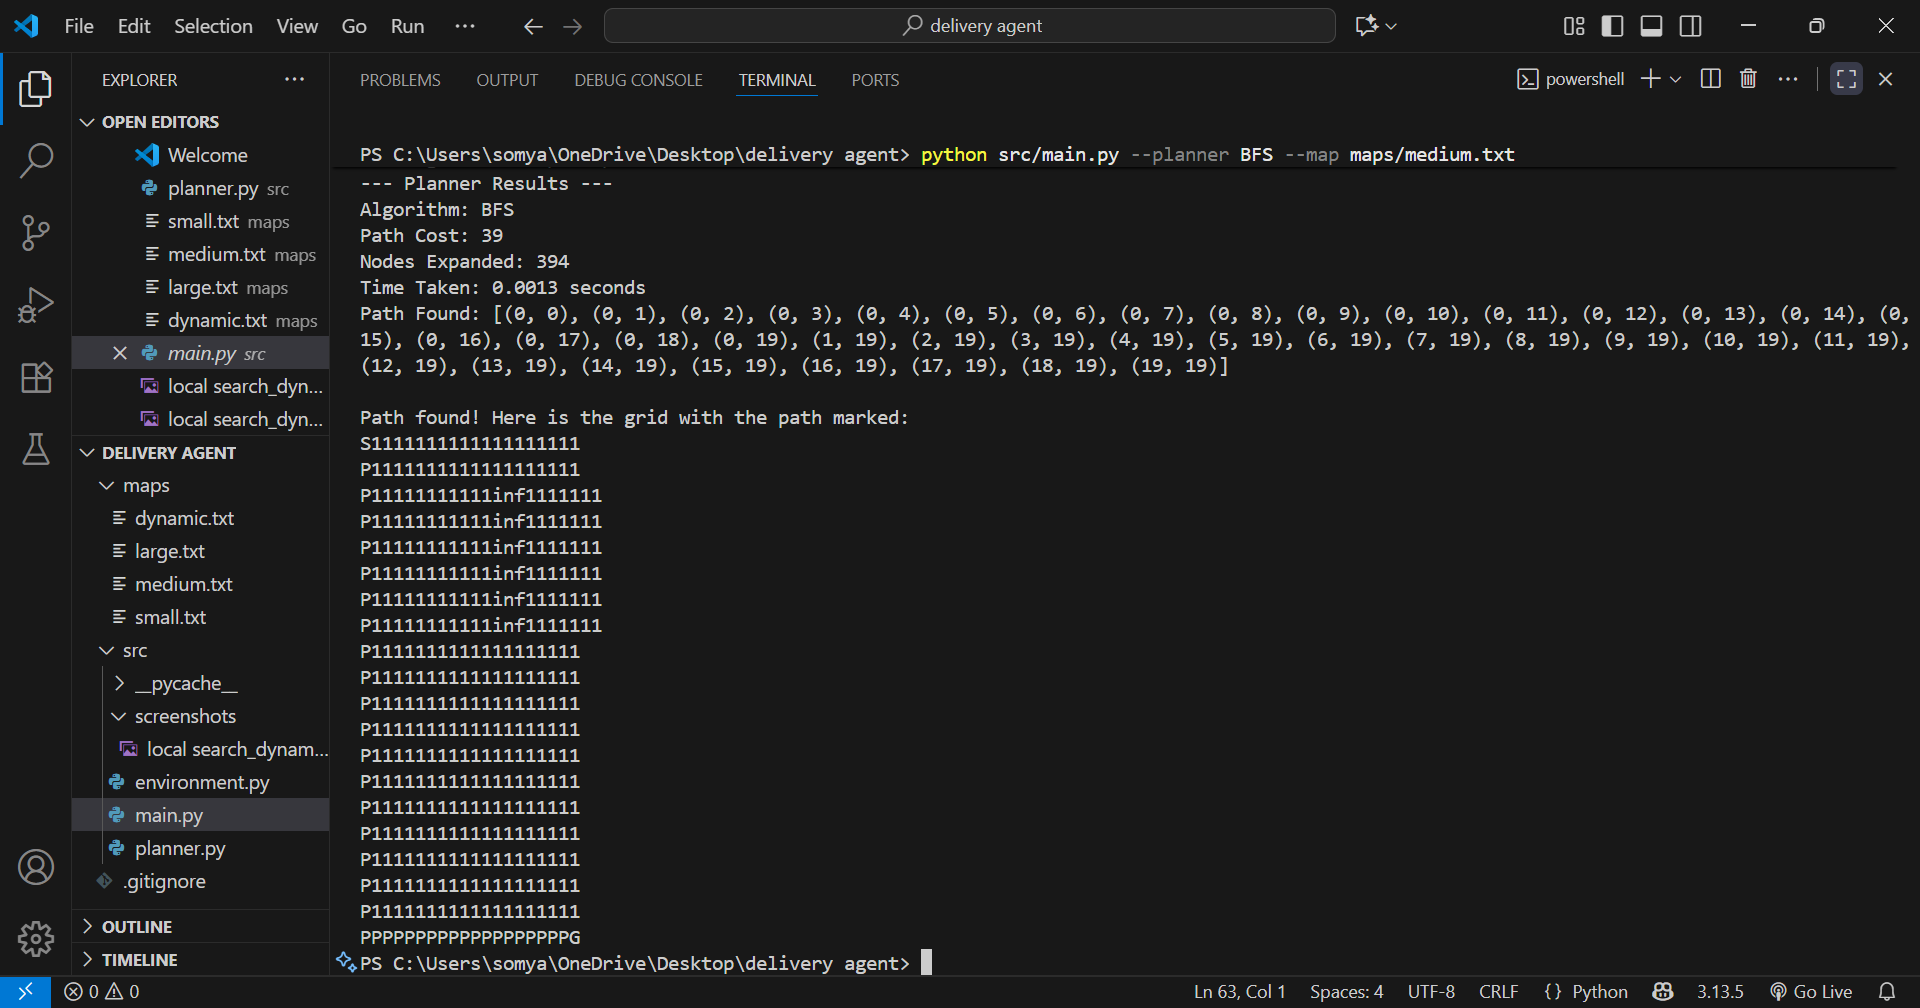 File Edit Selection View Go Run ··· delivery agent
EXPLORER ···
OPEN EDITORS
Welcome
planner.py src
small.txt maps
medium.txt maps
large.txt maps
dynamic.txt maps
main.py src
local search_dyn...
local search_dyn...
DELIVERY AGENT
maps
dynamic.txt
large.txt
medium.txt
small.txt
src
__pycache__
screenshots
local search_dynam...
environment.py
main.py
planner.py
.gitignore
OUTLINE
TIMELINE
PROBLEMS OUTPUT DEBUG CONSOLE TERMINAL PORTS powershell ···
PS C:\Users\somya\OneDrive\Desktop\delivery agent> python src/main.py --planner BFS --map maps/medium.txt
--- Planner Results ---
Algorithm: BFS
Path Cost: 39
Nodes Expanded: 394
Time Taken: 0.0013 seconds
Path Found: [(0, 0), (0, 1), (0, 2), (0, 3), (0, 4), (0, 5), (0, 6), (0, 7), (0, 8), (0, 9), (0, 10), (0, 11), (0, 12), (0, 13), (0, 14), (0,
15), (0, 16), (0, 17), (0, 18), (0, 19), (1, 19), (2, 19), (3, 19), (4, 19), (5, 19), (6, 19), (7, 19), (8, 19), (9, 19), (10, 19), (11, 19),
(12, 19), (13, 19), (14, 19), (15, 19), (16, 19), (17, 19), (18, 19), (19, 19)]
Path found! Here is the grid with the path marked:
S1111111111111111111
P1111111111111111111
P11111111111inf1111111
P11111111111inf1111111
P11111111111inf1111111
P11111111111inf1111111
P11111111111inf1111111
P11111111111inf1111111
P1111111111111111111
P1111111111111111111
P1111111111111111111
P1111111111111111111
P1111111111111111111
P1111111111111111111
P1111111111111111111
P1111111111111111111
P1111111111111111111
P1111111111111111111
P1111111111111111111
PPPPPPPPPPPPPPPPPPPG
PS C:\Users\somya\OneDrive\Desktop\delivery agent>
0 0 Ln 63, Col 1 Spaces: 4 UTF-8 CRLF {} Python 3.13.5 Go Live